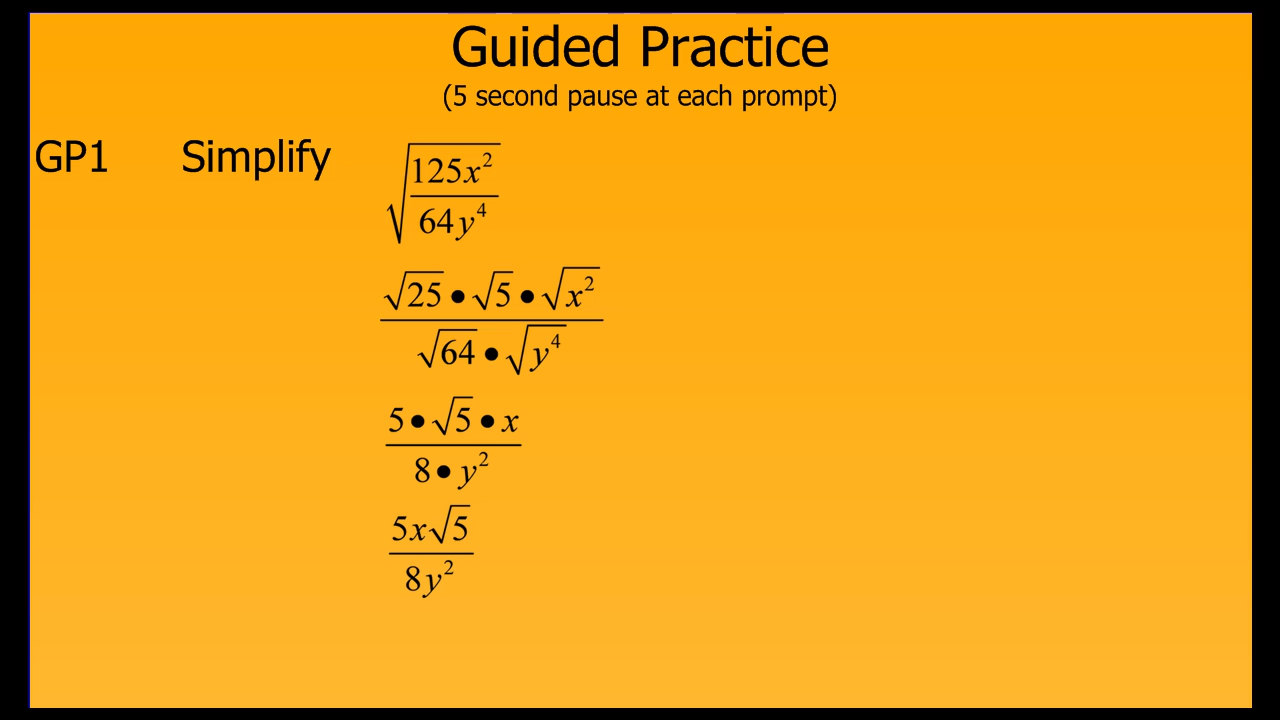 Guided Practice
(5 second pause at each prompt)
GP1 Simplify √(125x²/64y⁴)
(√25 • √5 • √x²)/(√64 • √y⁴)
(5 • √5 • x)/(8 • y²)
(5x√5)/(8y²)